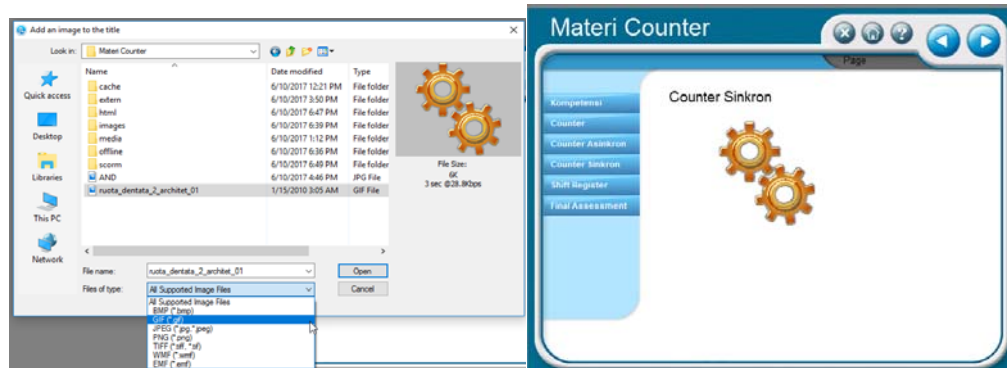 Add an image to the title
Look in: Materi Counter
Name Date modified Type
Quick access
Desktop
Libraries
This PC
Network
cache 6/10/2017 12:21 PM File folder
extern 6/10/2017 3:50 PM File folder
html 6/10/2017 6:47 PM File folder
images 6/10/2017 6:39 PM File folder
media 6/10/2017 1:12 PM File folder
offline 6/10/2017 6:36 PM File folder
scorm 6/10/2017 6:49 PM File folder
AND 6/10/2017 4:46 PM JPG File
ruota_dentata_2_architet_01 1/15/2010 3:05 AM GIF File
File Size:
6K
3 sec @28.8Kbps
File name: ruota_dentata_2_architet_01 Open
Files of type: All Supported Image Files Cancel
All Supported Image Files
BMP (*.bmp)
GIF (*.gif)
JPEG (*.jpg,*.jpeg)
PNG (*.png)
TIFF (*.tiff, *.tif)
WMF (*.wmf)
EMF (*.emf)
Materi Counter
Page
Kompetensi
Counter
Counter Asinkron
Counter Sinkron
Shift Register
Final Assessment
Counter Sinkron